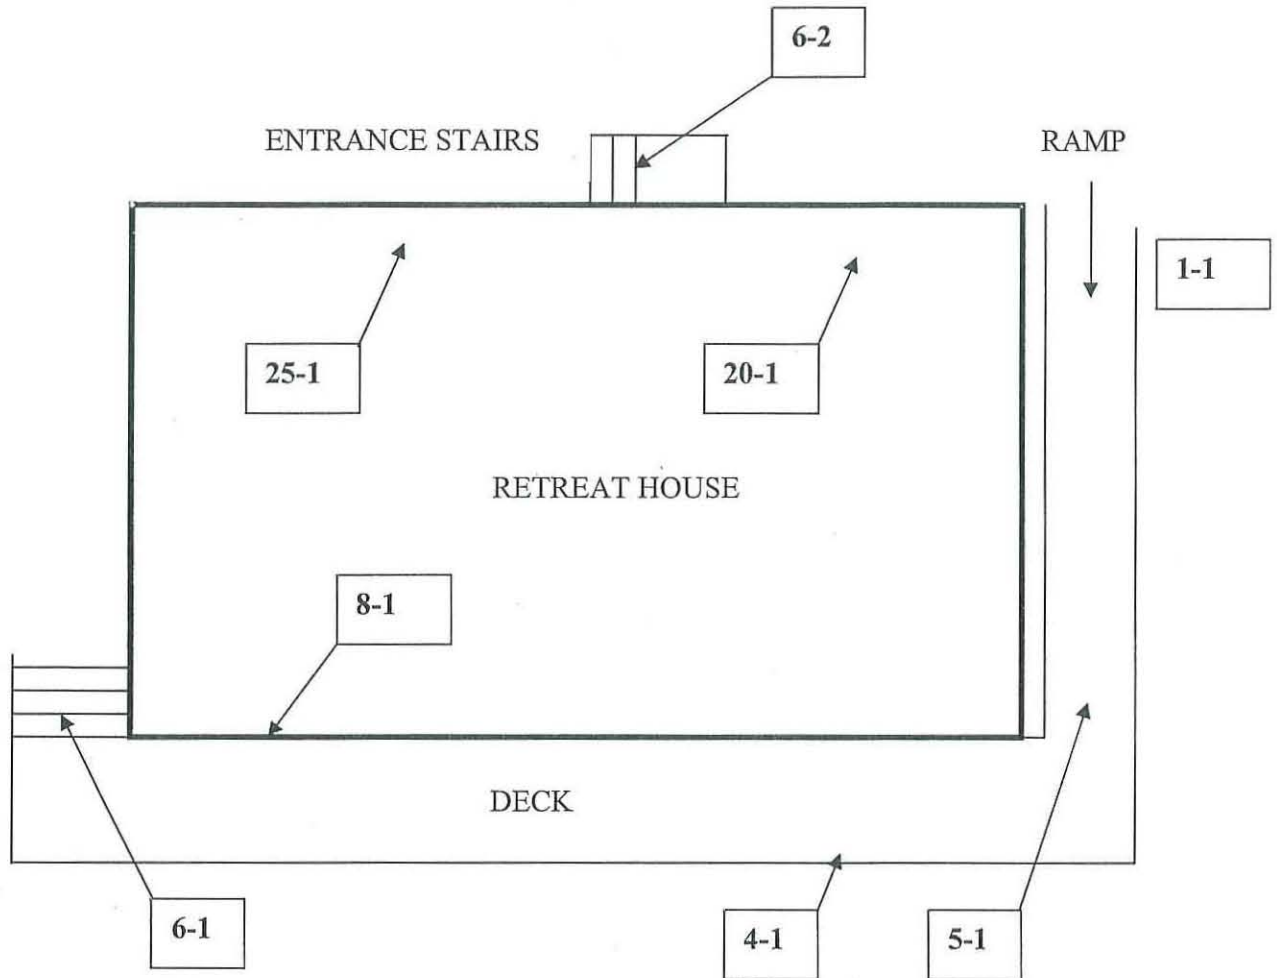 6-2
ENTRANCE STAIRS
RAMP
1-1
25-1
20-1
RETREAT HOUSE
8-1
DECK
6-1
4-1
5-1